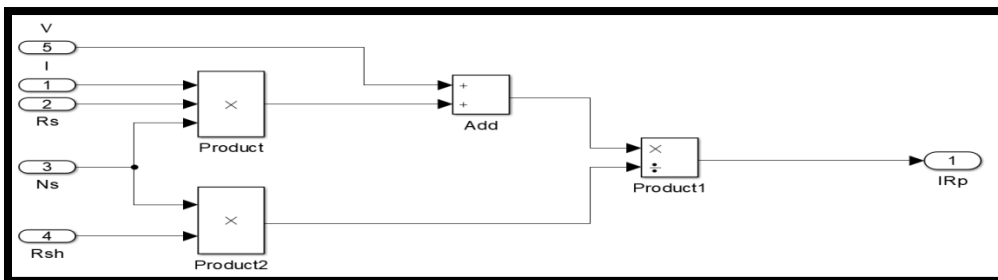 V
5
I
1
2
Rs
×
Product
+
+
Add
3
Ns
×
÷
Product1
1
IRp
×
Product2
4
Rsh